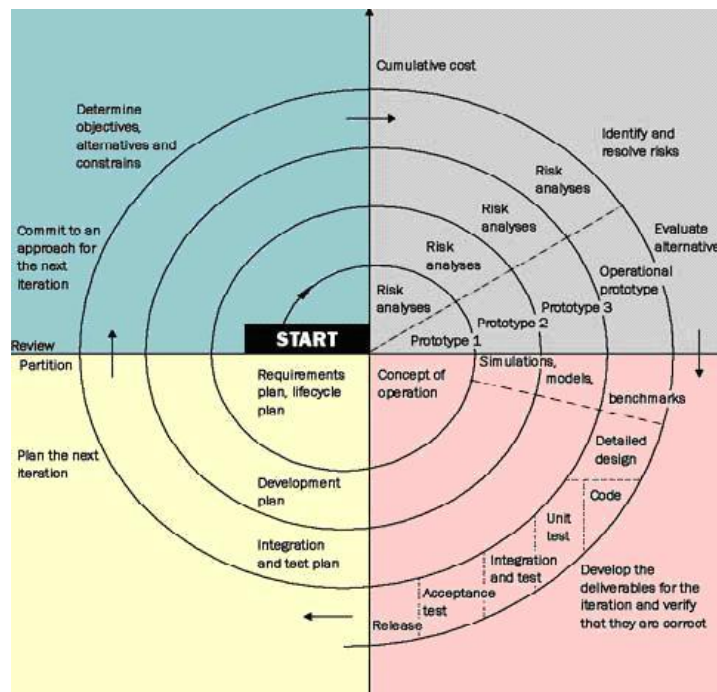 Cumulative cost
Determine
objectives,
alternatives and
constrains
Identify and
resolve risks
Risk
analyses
Risk
analyses
Commit to an
approach for
the next
iteration
Evaluate
alternative
Risk
analyses
Operational
prototype
Risk
analyses
Prototype 3
Prototype 2
START
Prototype 1
Review
Partition
Simulations,
models,
benchmarks
Requirements
plan, lifecycle
plan
Concept of
operation
Plan the next
iteration
Detailed
design
Development
plan
Code
Unit
test
Integration
and test plan
Integration
and test
Develop the
deliverables for the
iteration and verify
that they are correct
Acceptance
test
Release